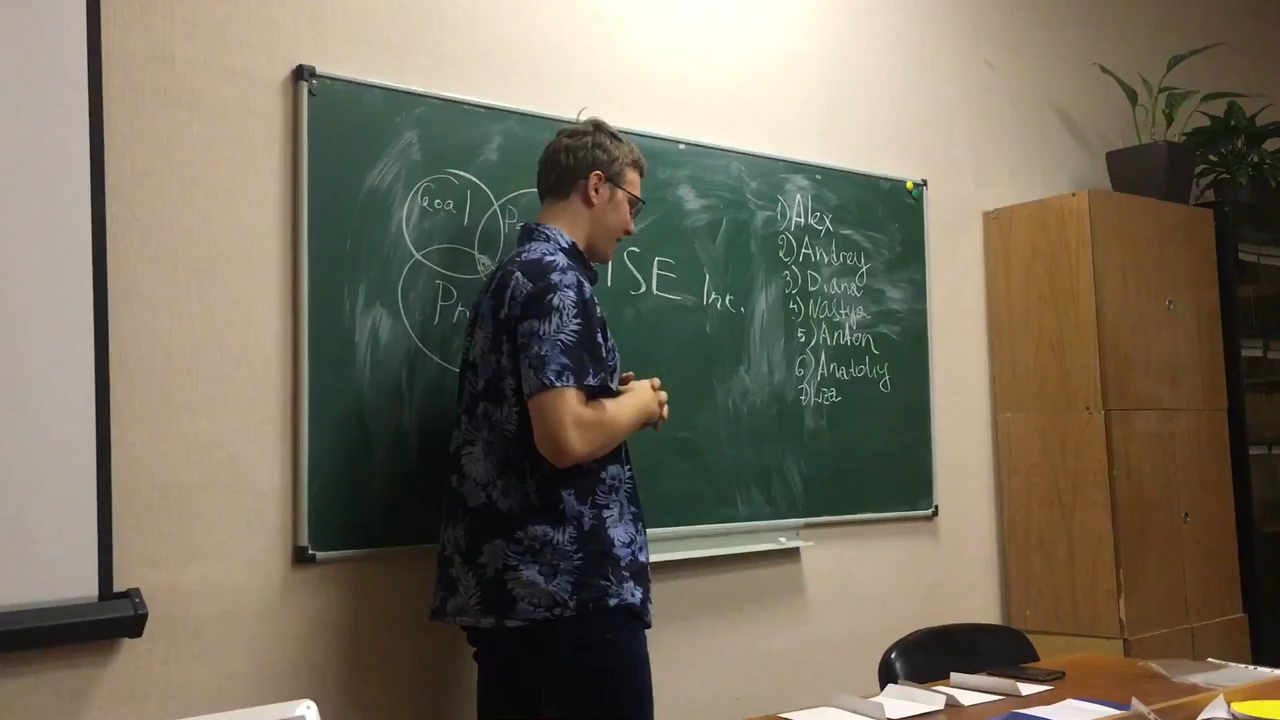 Goal
P
Pr
ISE Inc.
1) Alex
2) Andrey
3) Diana
4) Nastya
5) Anton
6) Anatoliy
7) Liza